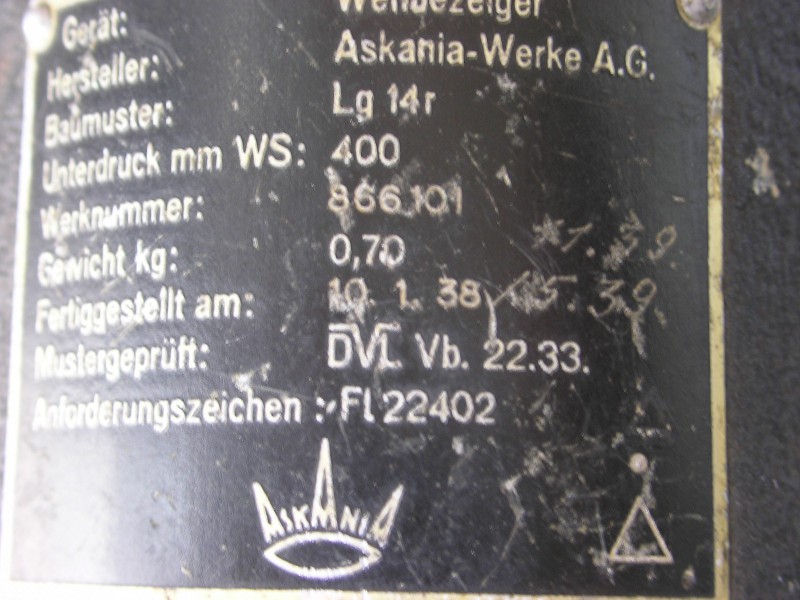 Gerät: Wendezeiger
Hersteller: Askania-Werke A.G.
Baumuster: Lg 14r
Unterdruck mm WS: 400
Werknummer: 866101
Gewicht kg: 0,70
Fertiggestellt am: 10. 1. 38
Mustergeprüft: DVL Vb. 22.33.
Anforderungszeichen : Fl 22402
ASKANIA